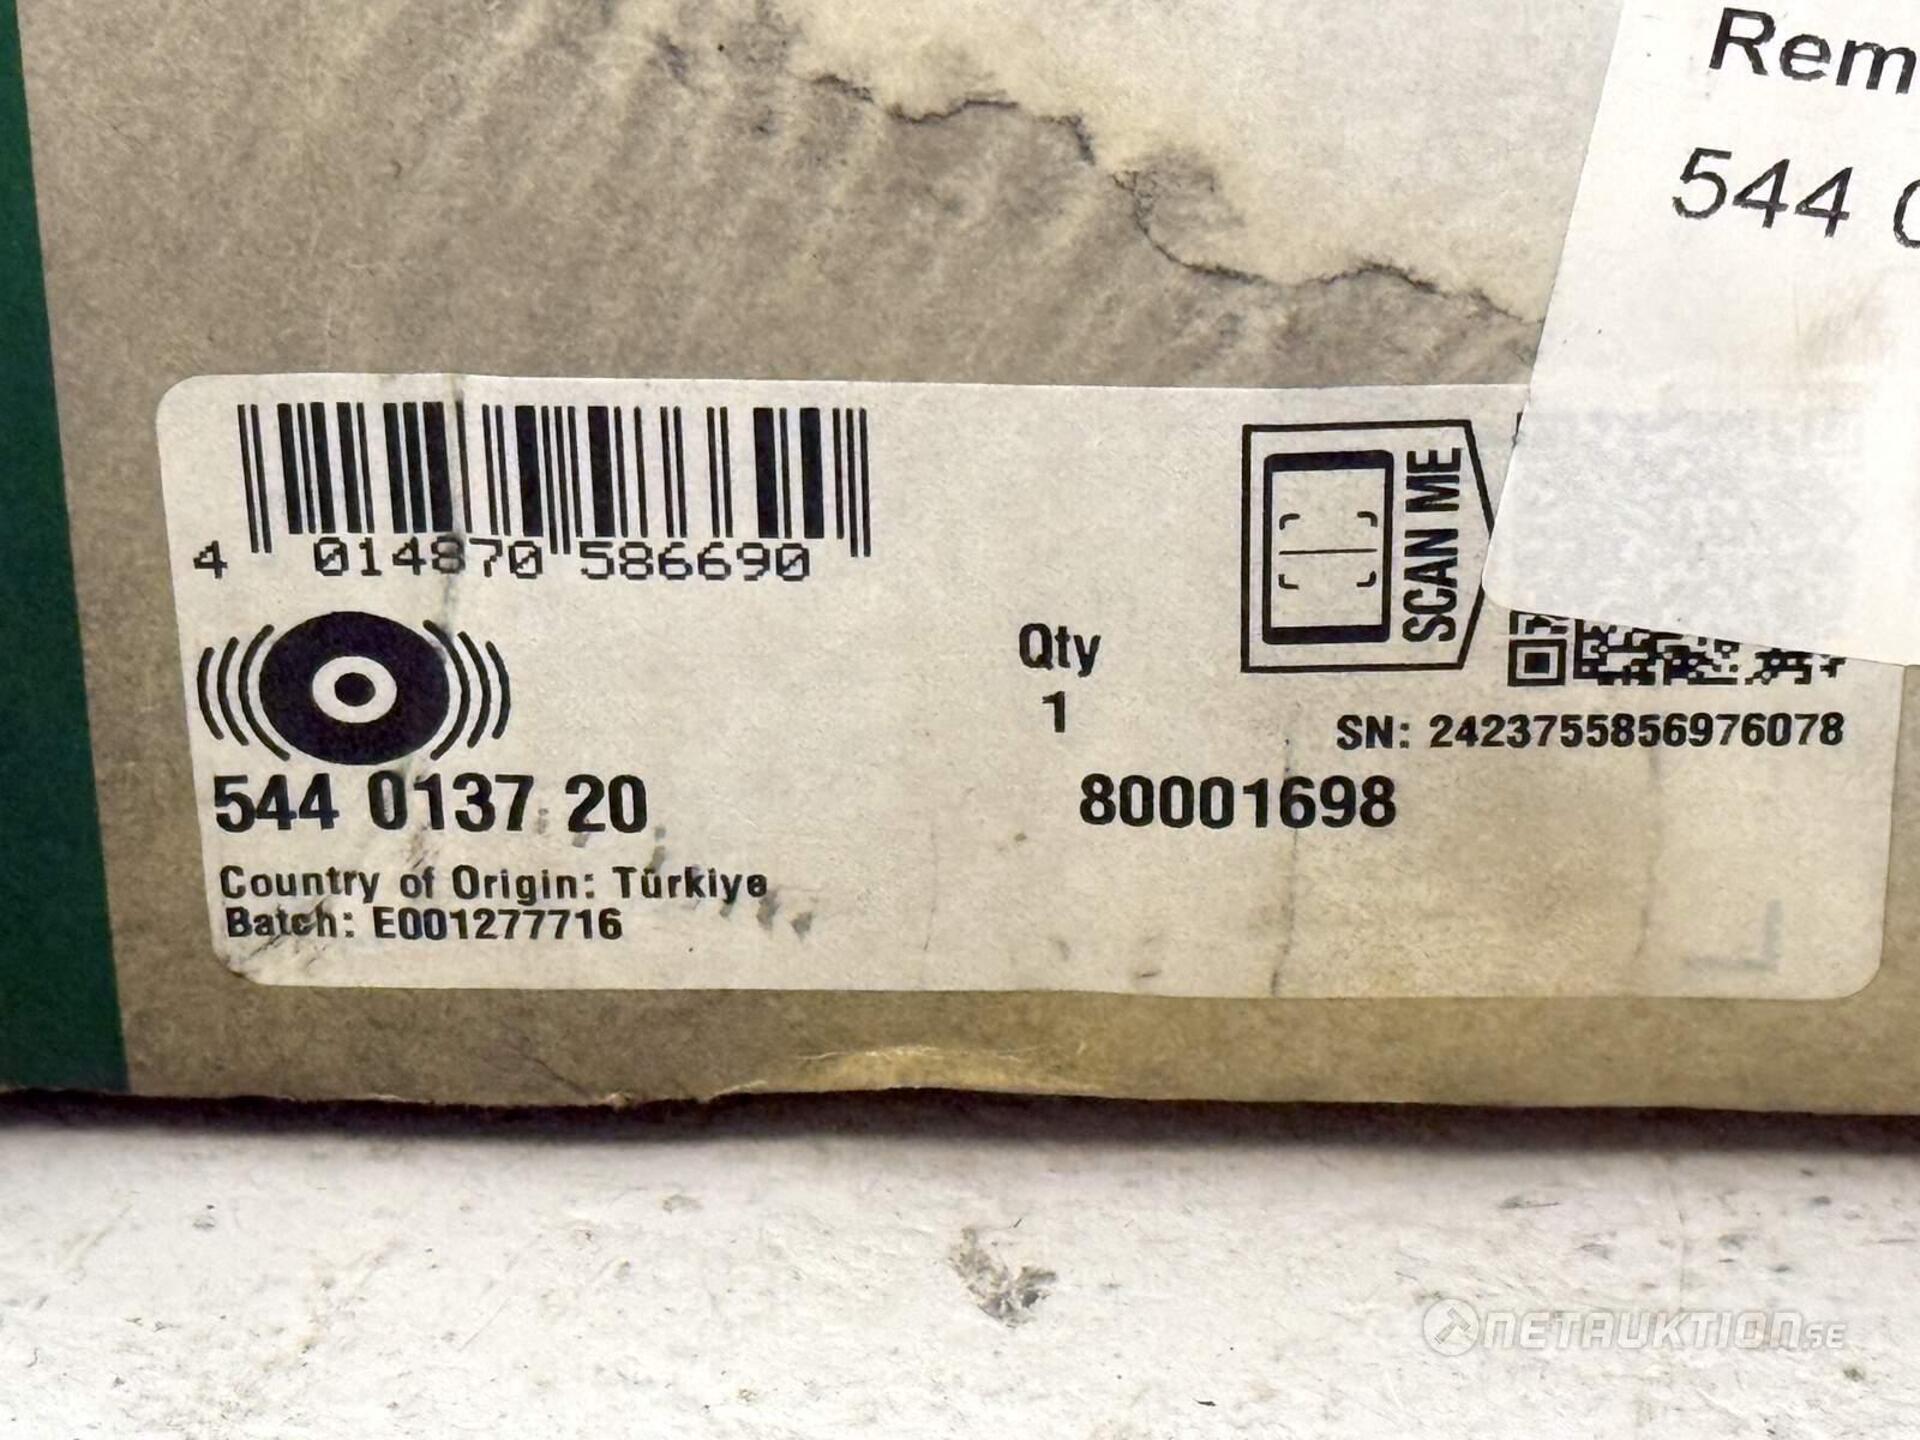 Rem
544 0
4 014870 586690
SCAN ME
Qty
1
SN: 2423755856976078
544 0137 20
80001698
Country of Origin: Türkiye
Batch: E001277716
NETAUKTION.SE